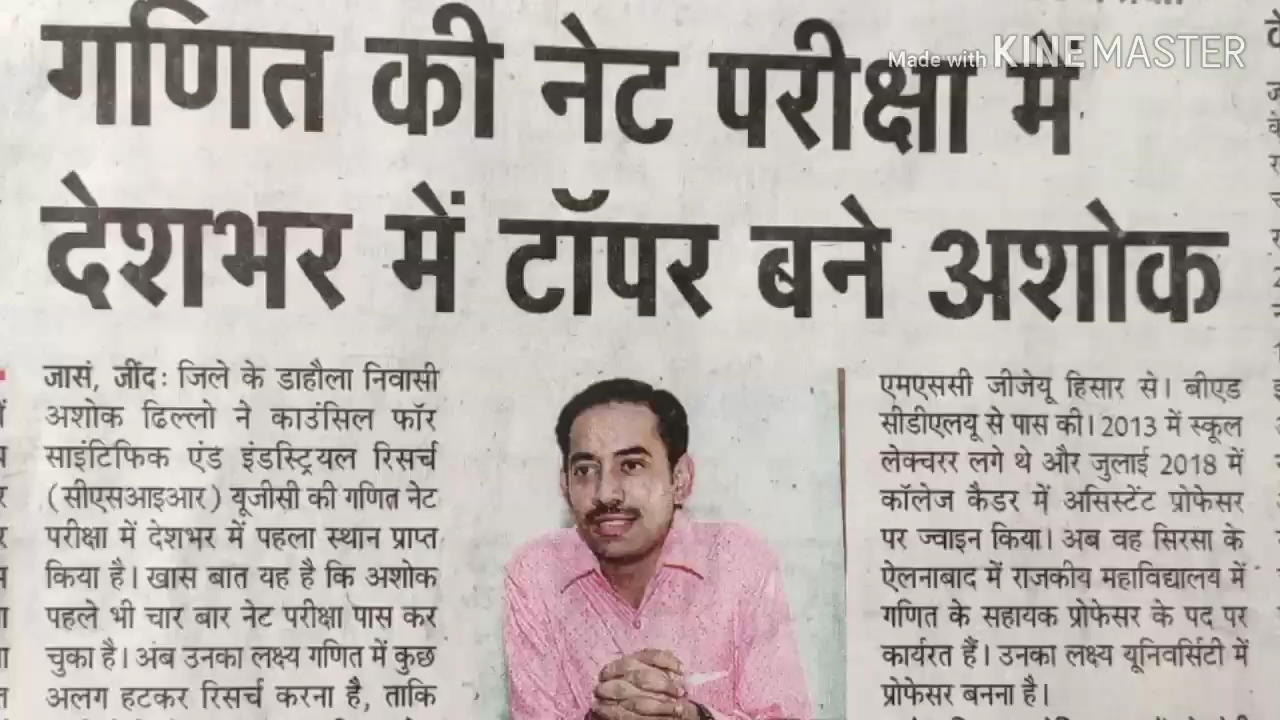 Made with KINEMASTER
गणित की नेट परीक्षा में
देशभर में टॉपर बने अशोक
जासं, जींद: जिले के डाहौला निवासी
अशोक ढिल्लो ने काउंसिल फॉर
साइंटिफिक एंड इंडस्ट्रियल रिसर्च
(सीएसआइआर) यूजीसी की गणित नेट
परीक्षा में देशभर में पहला स्थान प्राप्त
किया है। खास बात यह है कि अशोक
पहले भी चार बार नेट परीक्षा पास कर
चुका है। अंब उनका लक्ष्य गणित में कुछ
अलग हटकर रिसर्च करना है, ताकि
एमएससी जीजेयू हिसार से। बीएड
सीडीएलयू से पास की। 2013 में स्कूल
लेक्चरर लगे थे और जुलाई 2018 में
कॉलेज कैडर में असिस्टेंट प्रोफेसर
पर ज्वाइन किया। अब वह सिरसा के
ऐलनाबाद में राजकीय महाविद्यालय में
गणित के सहायक प्रोफेसर के पद पर
कार्यरत हैं। उनका लक्ष्य यूनिवर्सिटी में
प्रोफेसर बनना है।